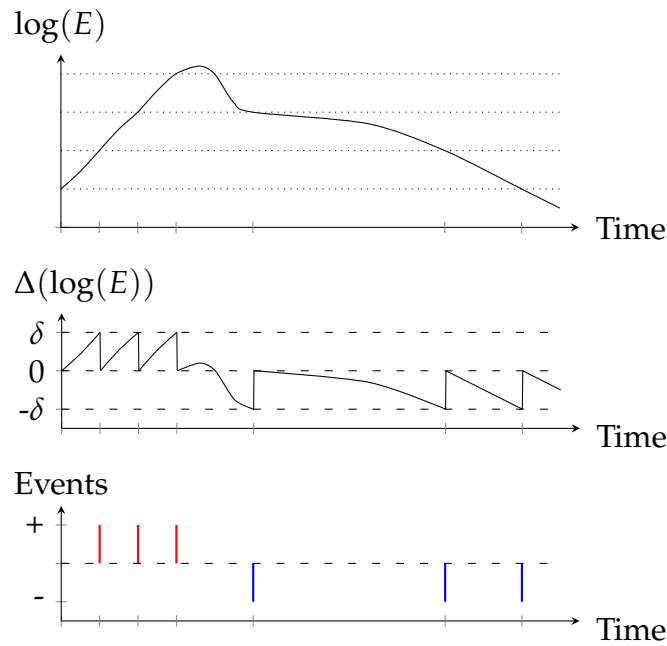 log(E)
Time
Δ(log(E))
δ
0
-δ
Time
Events
+
-
Time